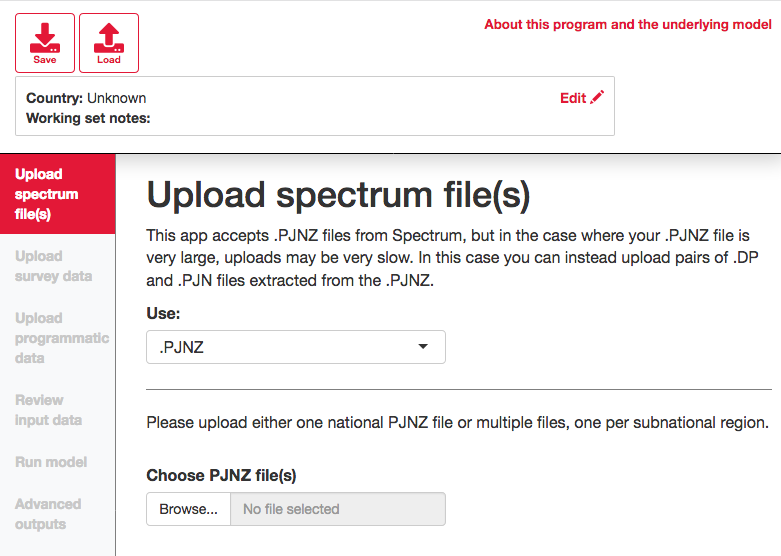 Save
Load
About this program and the underlying model
Country: Unknown
Edit
Working set notes:
Upload
spectrum
file(s)
Upload
survey data
Upload
programmatic
data
Review
input data
Run model
Advanced
outputs
Upload spectrum file(s)
This app accepts .PJNZ files from Spectrum, but in the case where your .PJNZ file is
very large, uploads may be very slow. In this case you can instead upload pairs of .DP
and .PJN files extracted from the .PJNZ.
Use:
.PJNZ
Please upload either one national PJNZ file or multiple files, one per subnational region.
Choose PJNZ file(s)
Browse...
No file selected